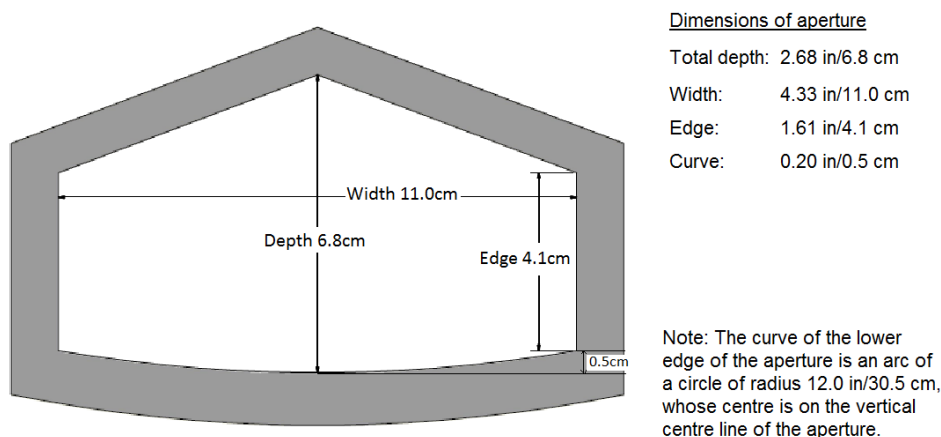 Dimensions of aperture
Total depth: 2.68 in/6.8 cm
Width: 4.33 in/11.0 cm
Edge: 1.61 in/4.1 cm
Curve: 0.20 in/0.5 cm
Width 11.0cm
Depth 6.8cm
Edge 4.1cm
0.5cm
Note: The curve of the lower
edge of the aperture is an arc of
a circle of radius 12.0 in/30.5 cm,
whose centre is on the vertical
centre line of the aperture.